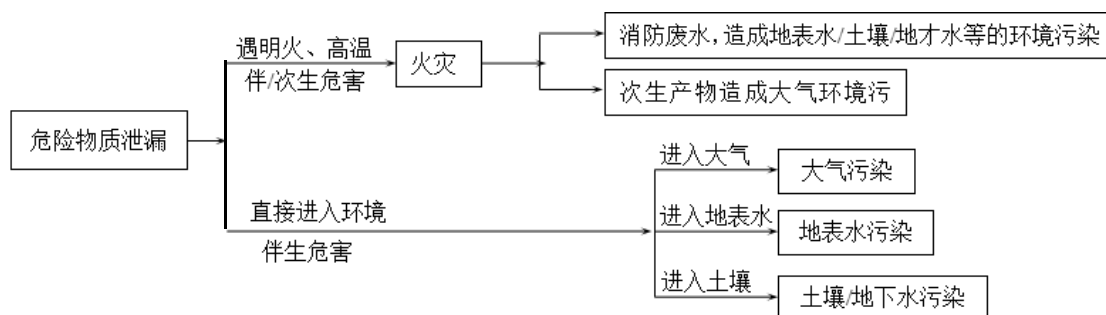 遇明火、高温
伴/次生危害
火灾
消防废水，造成地表水/土壤/地才水等的环境污染
次生产物造成大气环境污
危险物质泄漏
直接进入环境
伴生危害
进入大气
大气污染
进入地表水
地表水污染
进入土壤
土壤/地下水污染